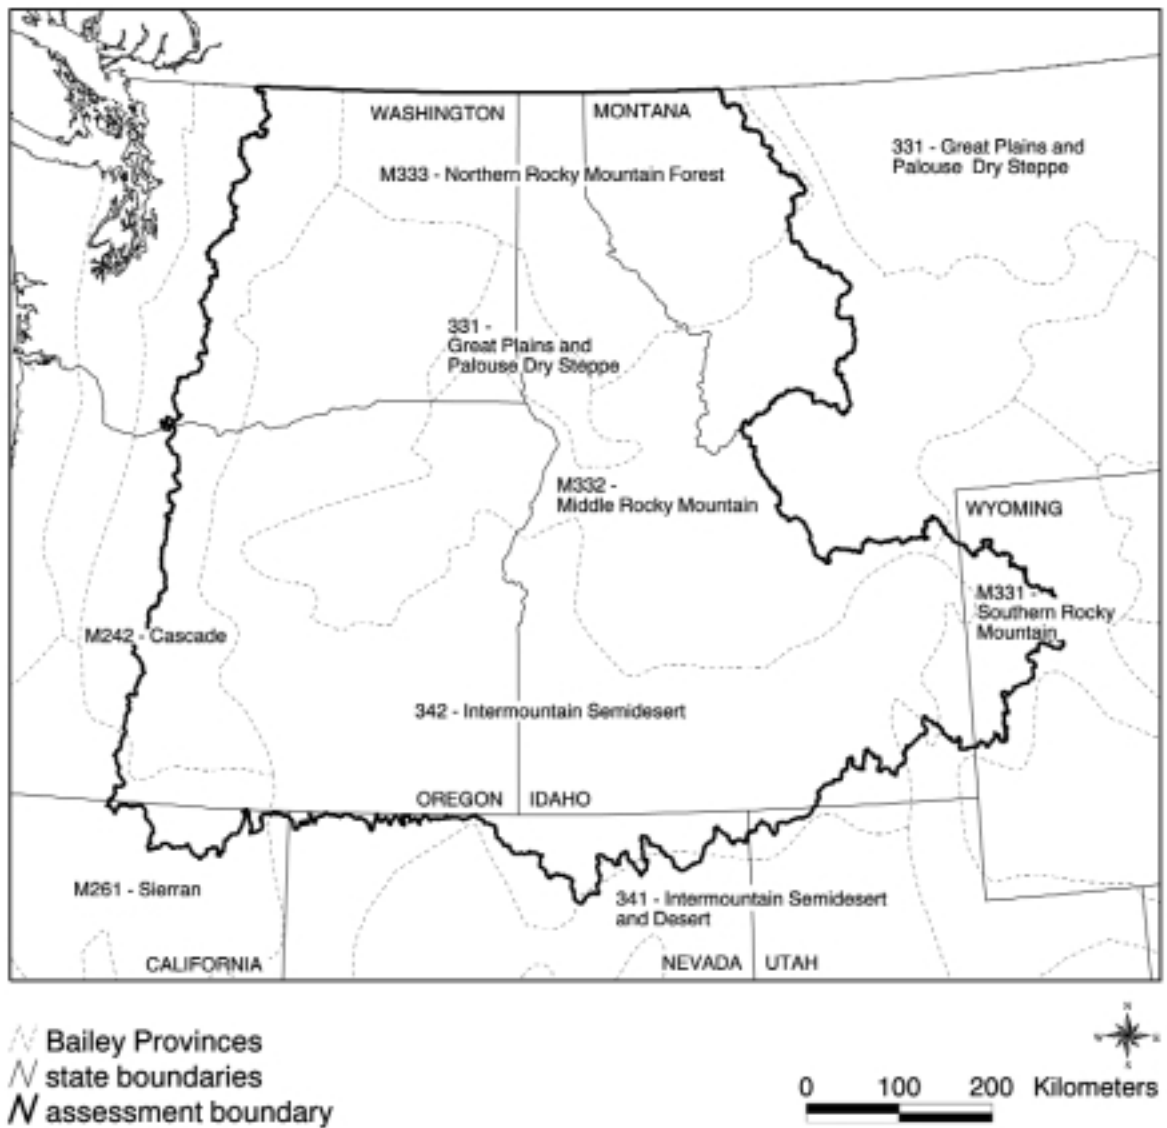 WASHINGTON
MONTANA
331 - Great Plains and
Palouse Dry Steppe
M333 - Northern Rocky Mountain Forest
331 -
Great Plains and
Palouse Dry Steppe
M332 -
Middle Rocky Mountain
WYOMING
M331 -
Southern Rocky
Mountain
M242 - Cascade
342 - Intermountain Semidesert
OREGON
IDAHO
M261 - Sierran
341 - Intermountain Semidesert
and Desert
CALIFORNIA
NEVADA
UTAH
Bailey Provinces
state boundaries
assessment boundary
N
W
E
S
0 100 200 Kilometers